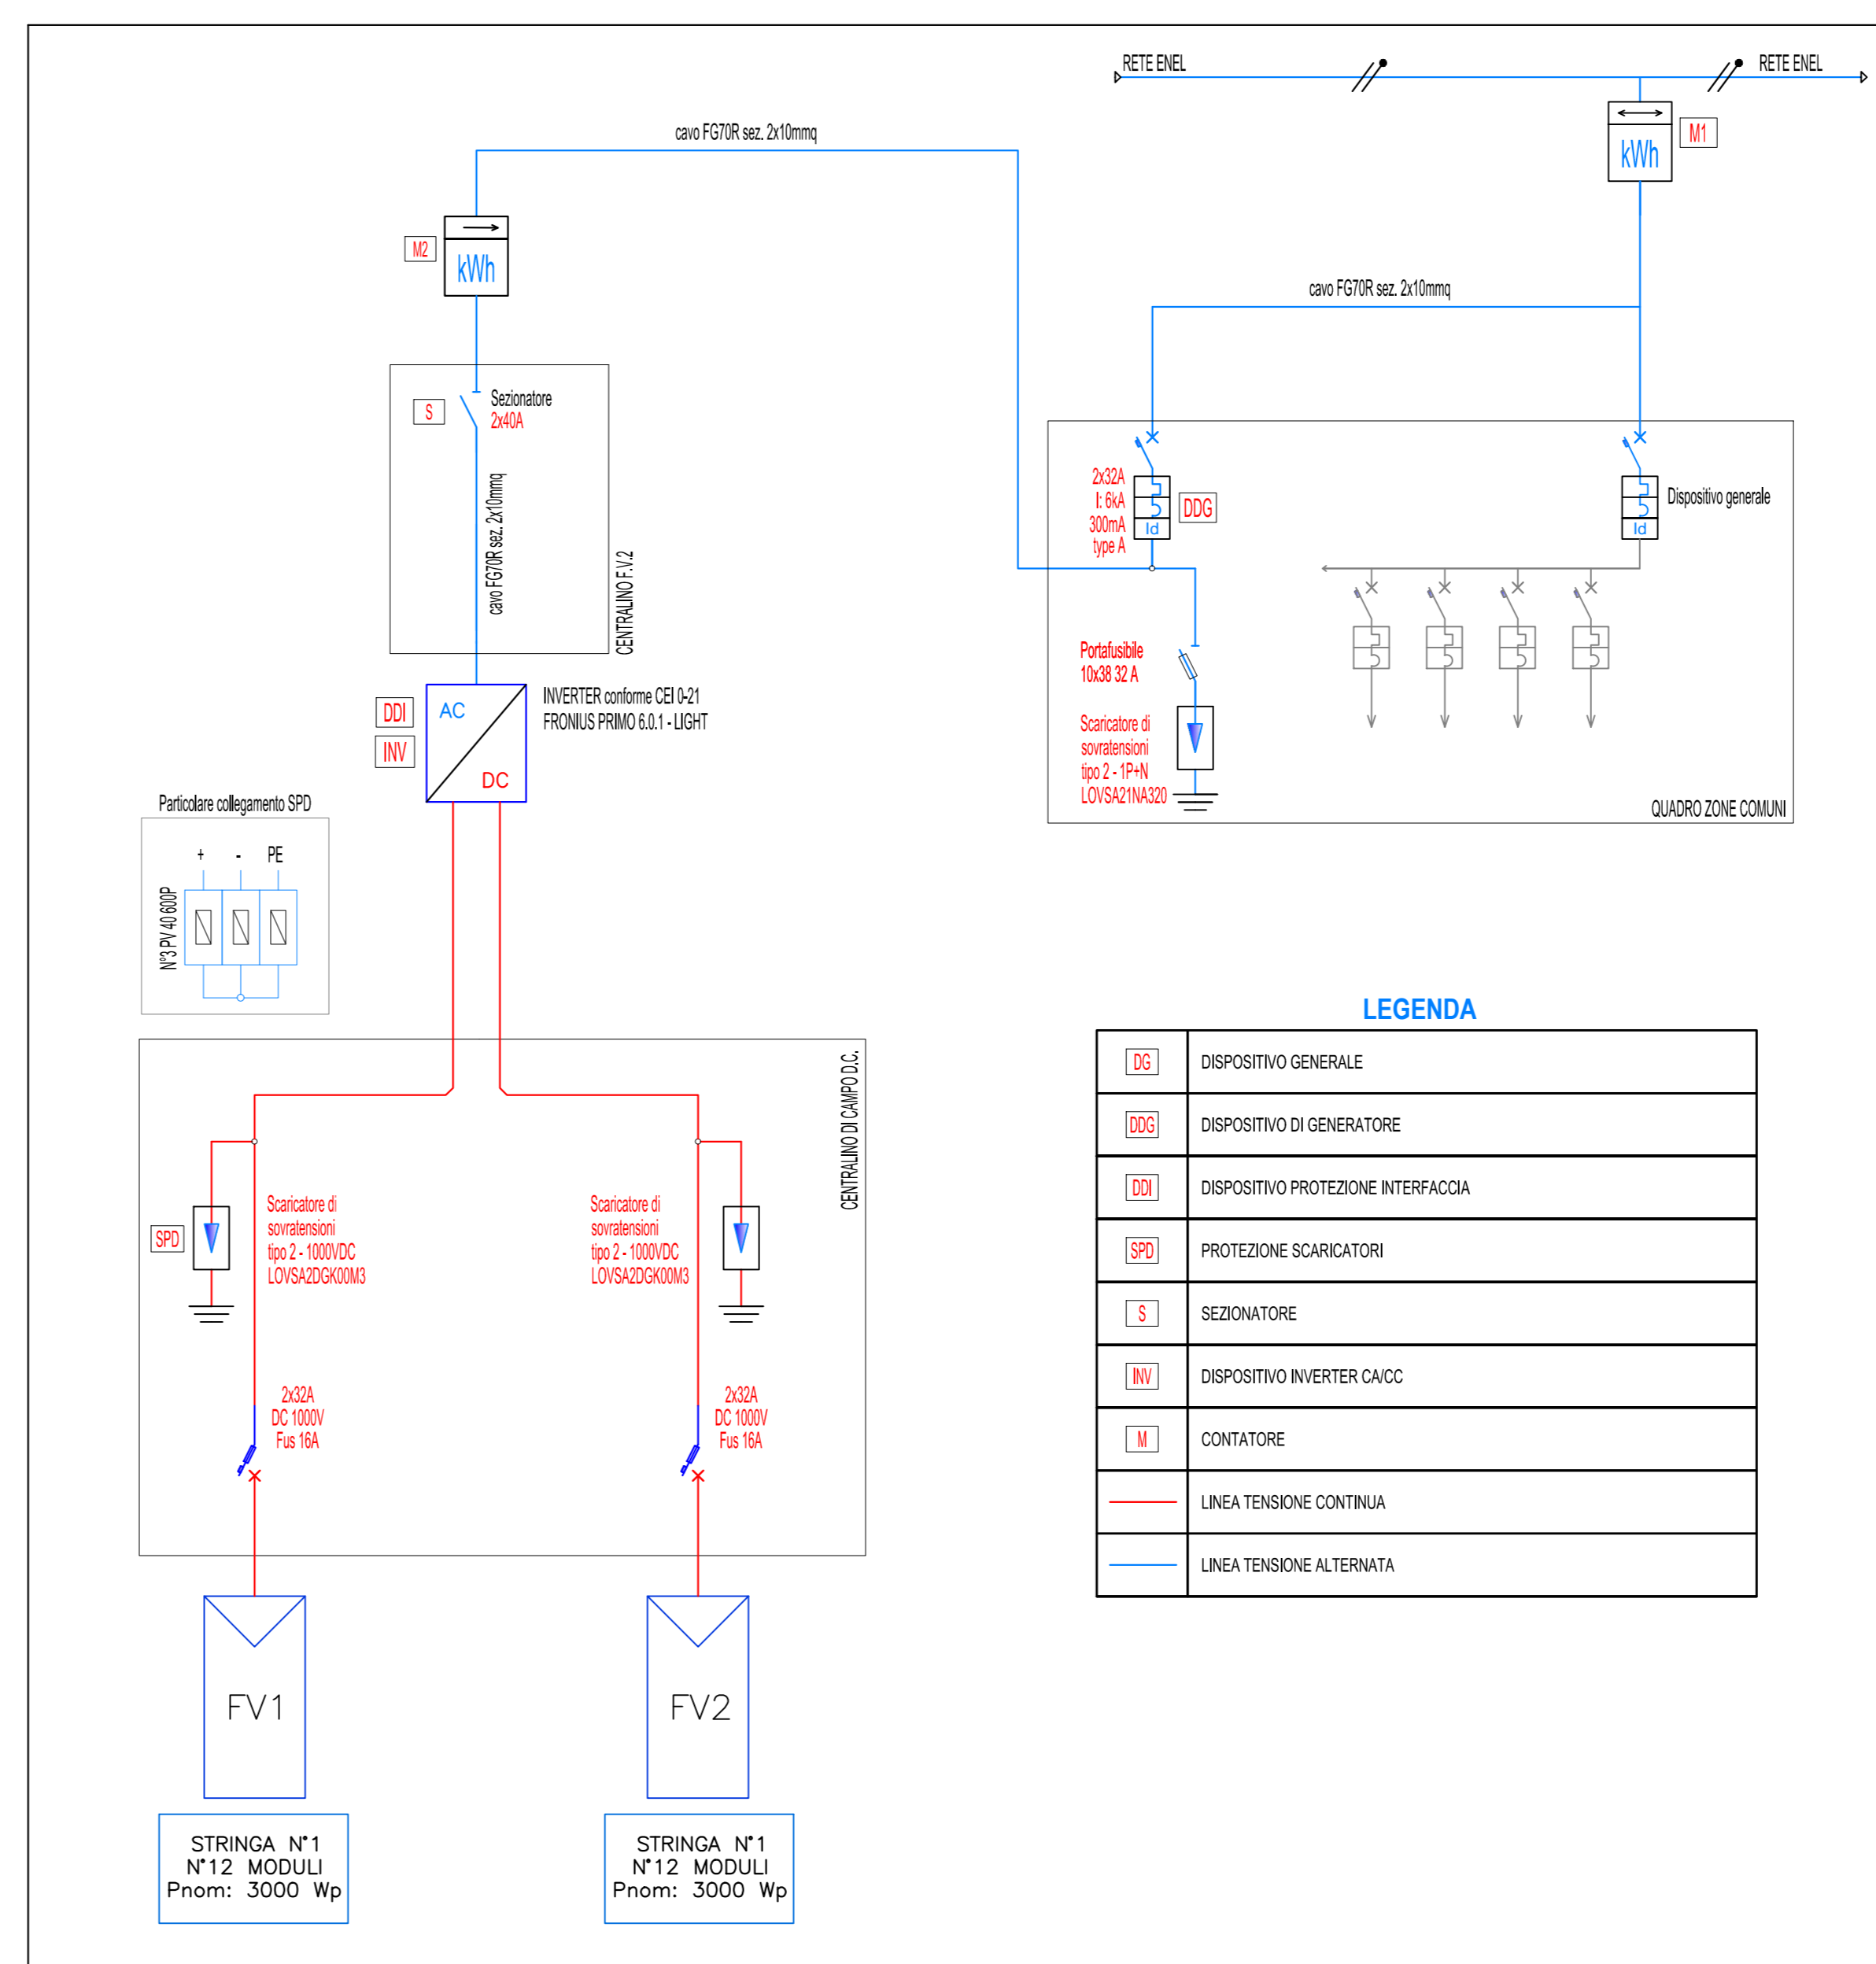 RETE ENEL
RETE ENEL
cavo FG70R sez. 2x10mmq
kWh
M1
M2
kWh
cavo FG70R sez. 2x10mmq
S
Sezionatore
2x40A
cavo FG70R sez. 2x10mmq
CENTRALINO F.V.2
2x32A
I: 6kA
300mA
type A
Id
DDG
Id
Dispositivo generale
Portafusibile
10x38 32 A
Scaricatore di
sovratensioni
tipo 2 - 1P+N
LOVSA21NA320
QUADRO ZONE COMUNI
DDI
INV
AC
DC
INVERTER conforme CEI 0-21
FRONIUS PRIMO 6.0.1 - LIGHT
Particolare collegamento SPD
+ - PE
N°3 PV 40 600P
CENTRALINO DI CAMPO D.C.
SPD
Scaricatore di
sovratensioni
tipo 2 - 1000VDC
LOVSA2DGK00M3
Scaricatore di
sovratensioni
tipo 2 - 1000VDC
LOVSA2DGK00M3
2x32A
DC 1000V
Fus 16A
2x32A
DC 1000V
Fus 16A
FV1
FV2
STRINGA N°1
N°12 MODULI
Pnom: 3000 Wp
STRINGA N°1
N°12 MODULI
Pnom: 3000 Wp
LEGENDA
DG DISPOSITIVO GENERALE
DDG DISPOSITIVO DI GENERATORE
DDI DISPOSITIVO PROTEZIONE INTERFACCIA
SPD PROTEZIONE SCARICATORI
S SEZIONATORE
INV DISPOSITIVO INVERTER CA/CC
M CONTATORE
LINEA TENSIONE CONTINUA
LINEA TENSIONE ALTERNATA